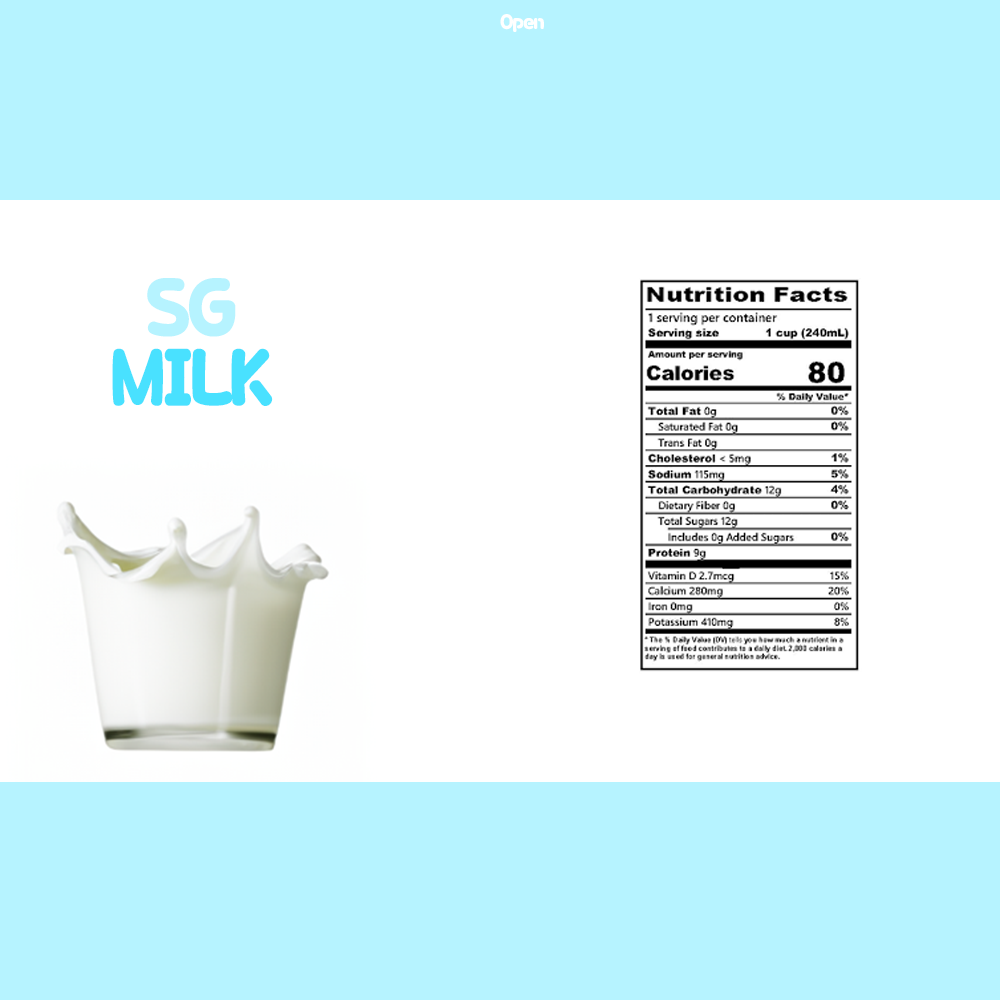 Open
SG
MILK
Nutrition Facts
1 serving per container
Serving size 1 cup (240mL)
Amount per serving
Calories 80
% Daily Value*
Total Fat 0g 0%
Saturated Fat 0g 0%
Trans Fat 0g
Cholesterol < 5mg 1%
Sodium 115mg 5%
Total Carbohydrate 12g 4%
Dietary Fiber 0g 0%
Total Sugars 12g
Includes 0g Added Sugars 0%
Protein 9g
Vitamin D 2.7mcg 15%
Calcium 280mg 20%
Iron 0mg 0%
Potassium 410mg 8%
* The % Daily Value (DV) tells you how much a nutrient in a
serving of food contributes to a daily diet. 2,000 calories a
day is used for general nutrition advice.